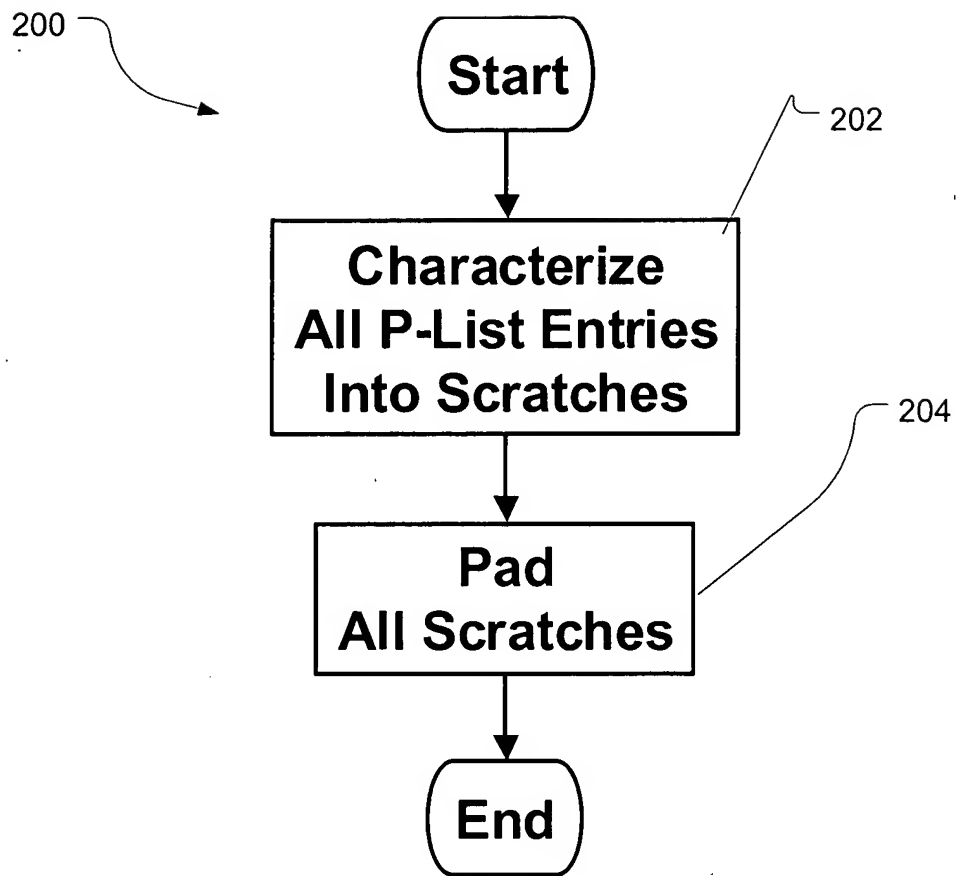 200
Start
202
Characterize
All P-List Entries
Into Scratches
204
Pad
All Scratches
End